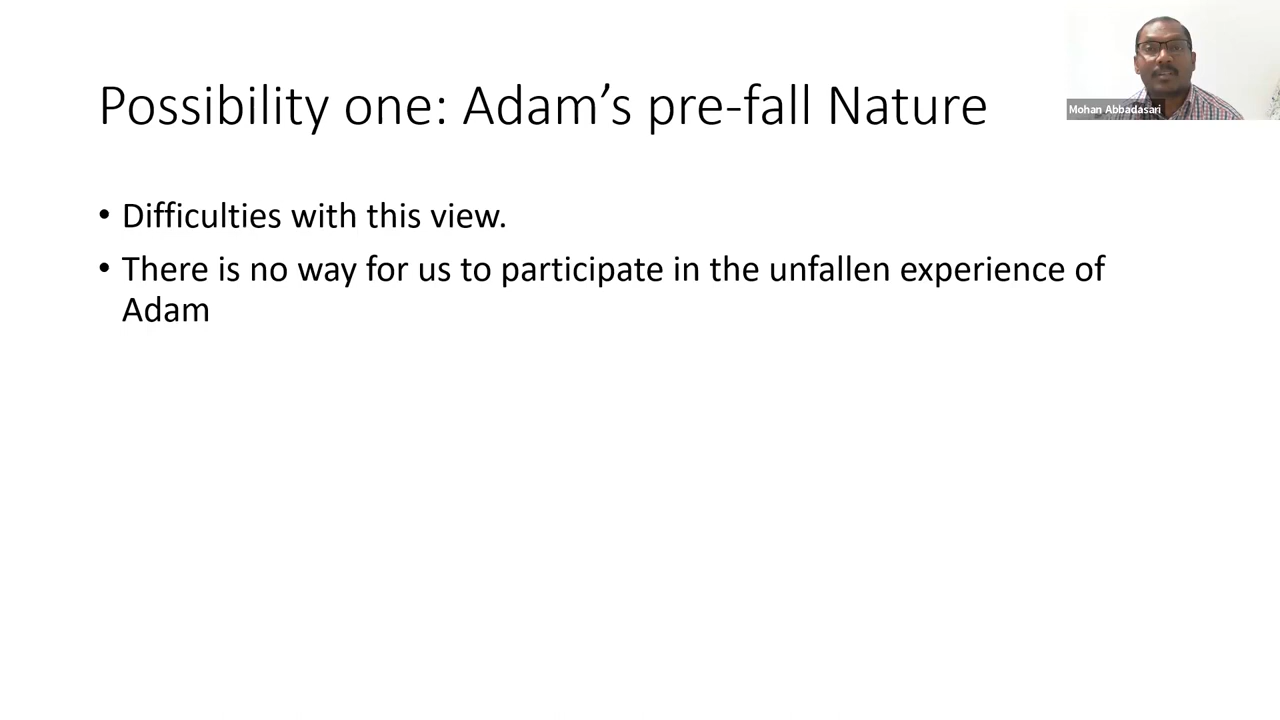 Possibility one: Adam’s pre-fall Nature
Mohan Abbadasari
• Difficulties with this view.
• There is no way for us to participate in the unfallen experience of
Adam